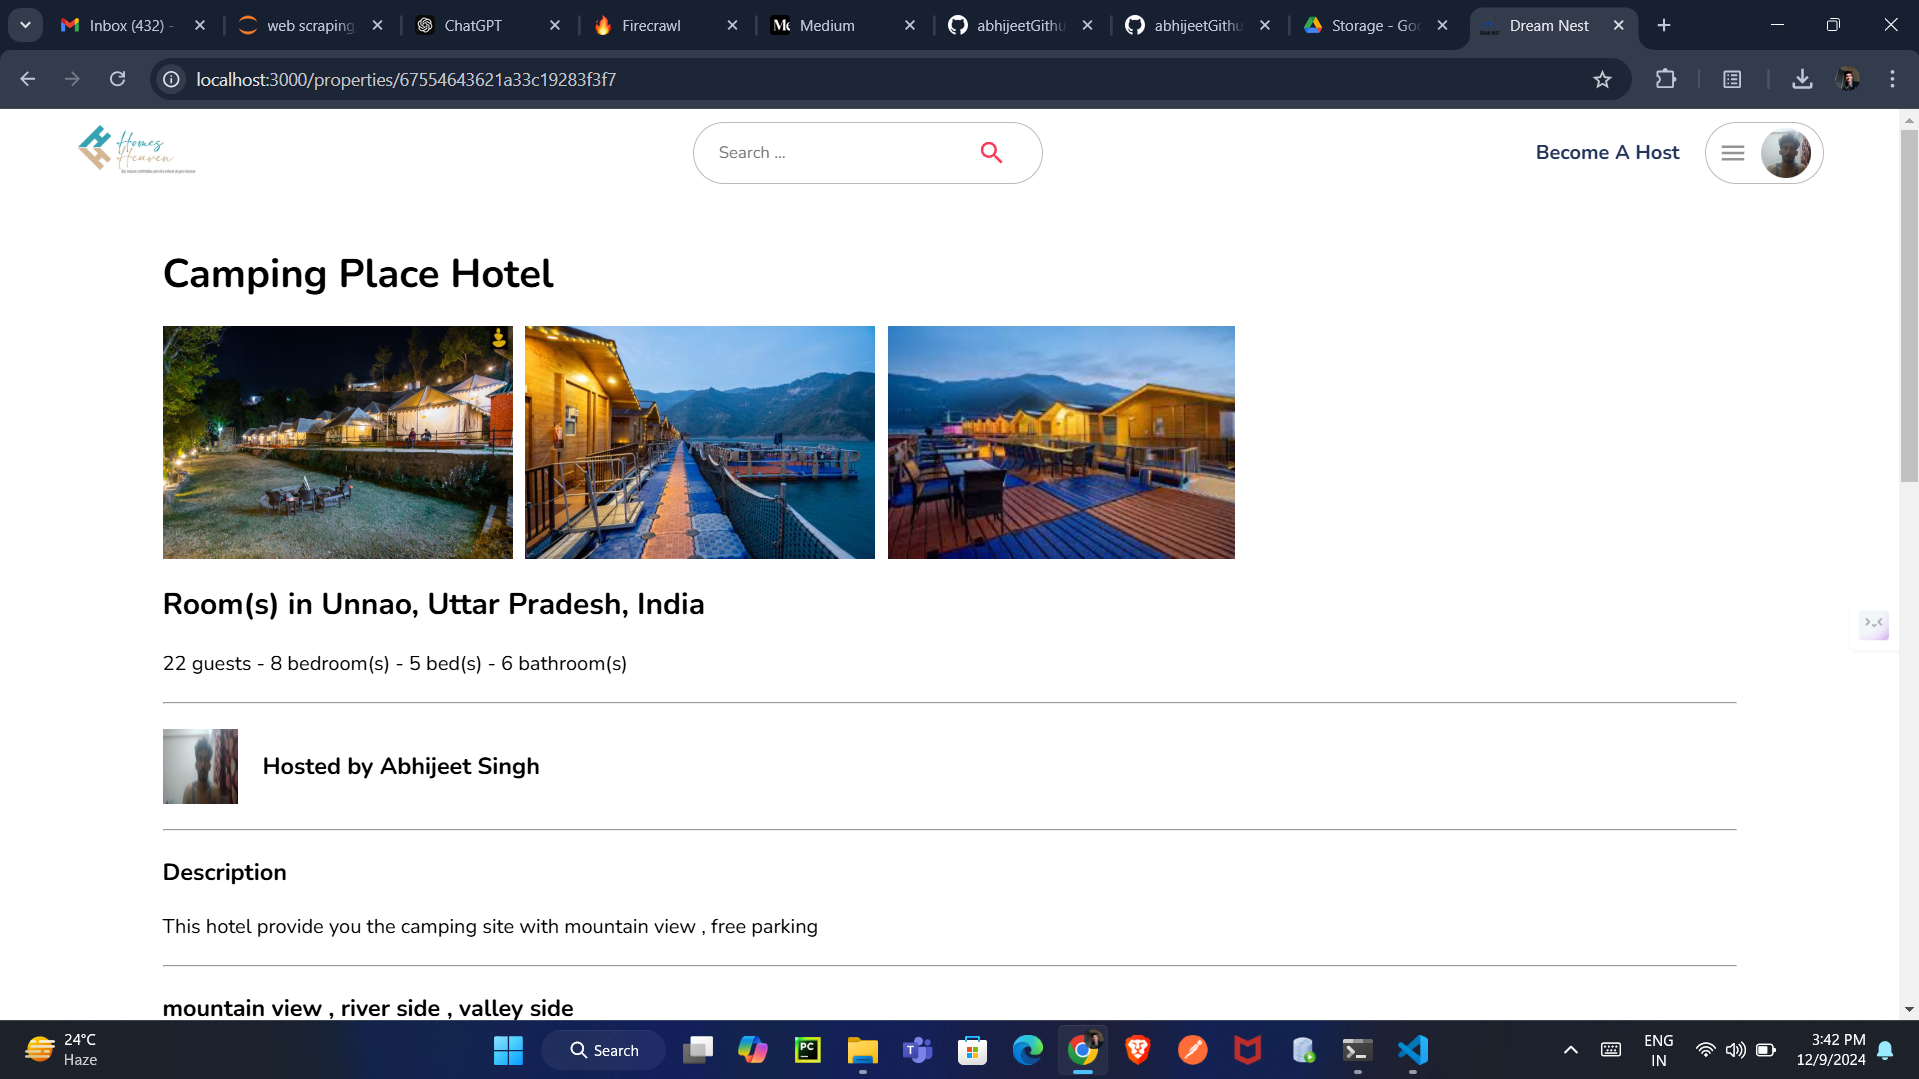 Inbox (432) -
web scraping
ChatGPT
Firecrawl
Medium
abhijeetGithu
abhijeetGithu
Storage - Goo
Dream Nest
localhost:3000/properties/67554643621a33c19283f3f7
Homes
Heaven
Search ...
Become A Host
Camping Place Hotel
Room(s) in Unnao, Uttar Pradesh, India
22 guests - 8 bedroom(s) - 5 bed(s) - 6 bathroom(s)
Hosted by Abhijeet Singh
Description
This hotel provide you the camping site with mountain view , free parking
mountain view , river side , valley side
24°C
Haze
Search
PC
ENG
IN
3:42 PM
12/9/2024